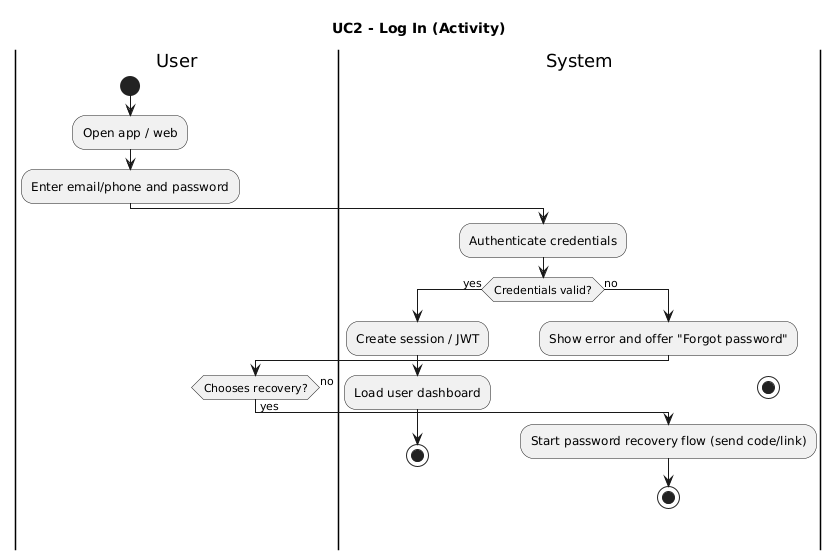 UC2 - Log In (Activity)
User
System
Open app / web
Enter email/phone and password
Authenticate credentials
yes
Credentials valid?
no
Create session / JWT
Show error and offer "Forgot password"
Chooses recovery?
no
Load user dashboard
yes
Start password recovery flow (send code/link)